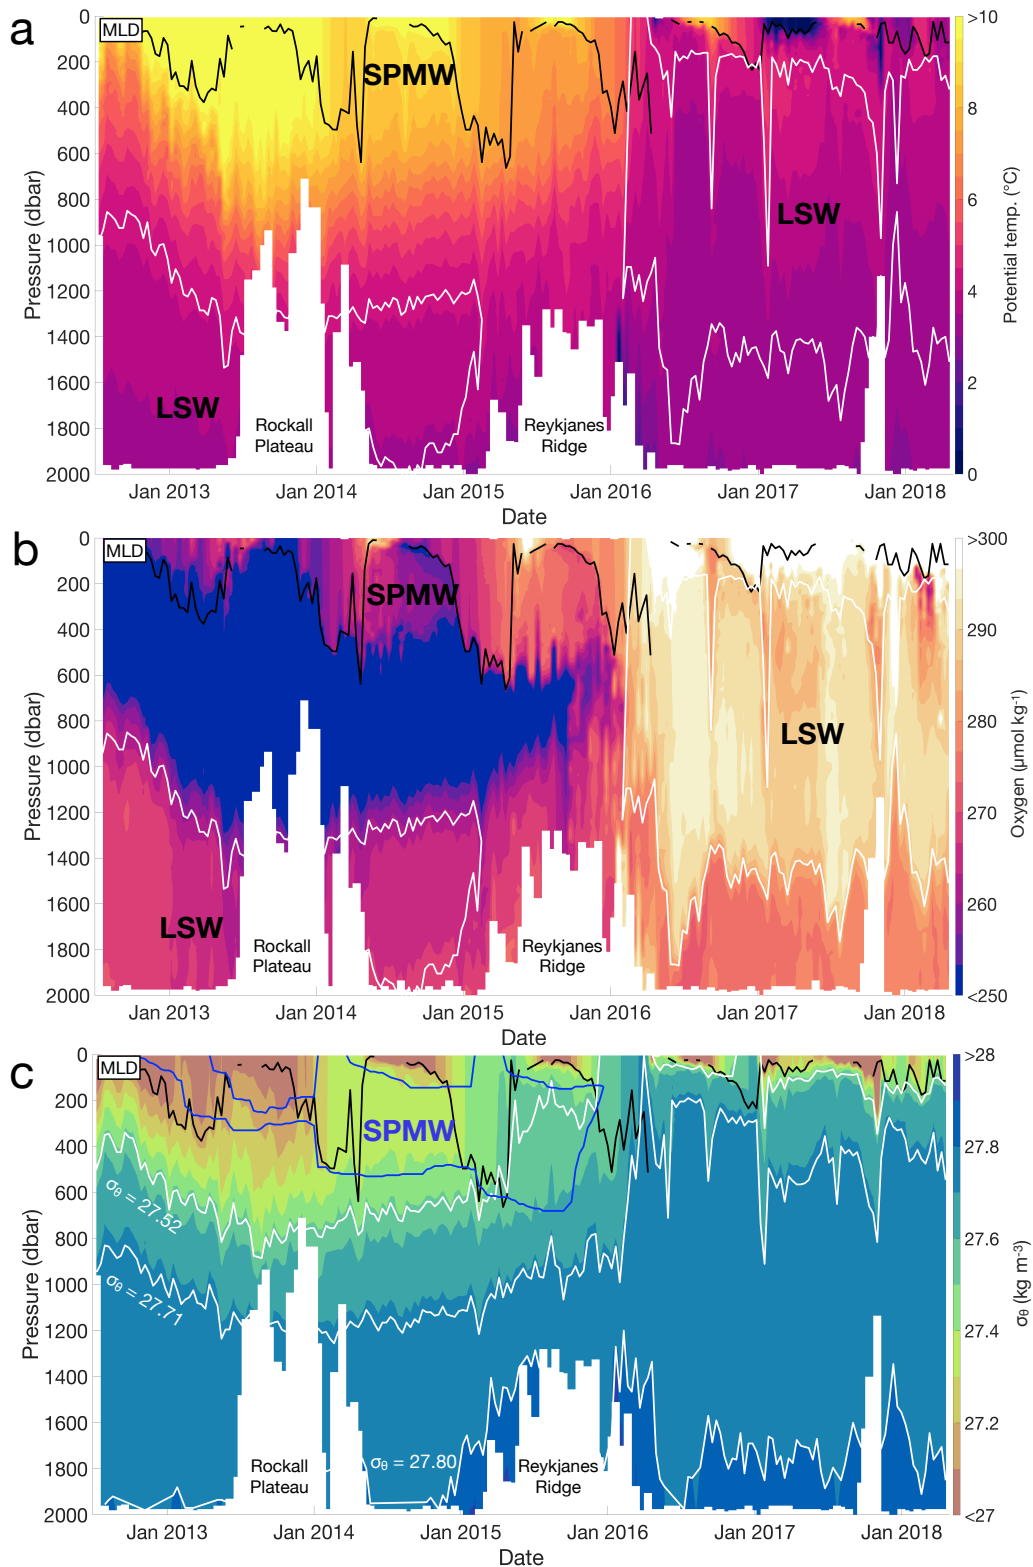 a
MLD
SPMW
LSW
LSW
Rockall
Plateau
Reykjanes
Ridge
0
200
400
600
800
1000
1200
1400
1600
1800
2000
Pressure (dbar)
Jan 2013
Jan 2014
Jan 2015
Jan 2016
Jan 2017
Jan 2018
Date
>10
8
6
4
2
0
Potential temp. (°C)
b
MLD
SPMW
LSW
LSW
Rockall
Plateau
Reykjanes
Ridge
0
200
400
600
800
1000
1200
1400
1600
1800
2000
Pressure (dbar)
Jan 2013
Jan 2014
Jan 2015
Jan 2016
Jan 2017
Jan 2018
Date
>300
290
280
270
260
<250
Oxygen (μmol kg⁻¹)
c
MLD
SPMW
σθ = 27.52
σθ = 27.71
σθ = 27.80
Rockall
Plateau
Reykjanes
Ridge
0
200
400
600
800
1000
1200
1400
1600
1800
2000
Pressure (dbar)
Jan 2013
Jan 2014
Jan 2015
Jan 2016
Jan 2017
Jan 2018
Date
>28
27.8
27.6
27.4
27.2
<27
σθ (kg m⁻³)